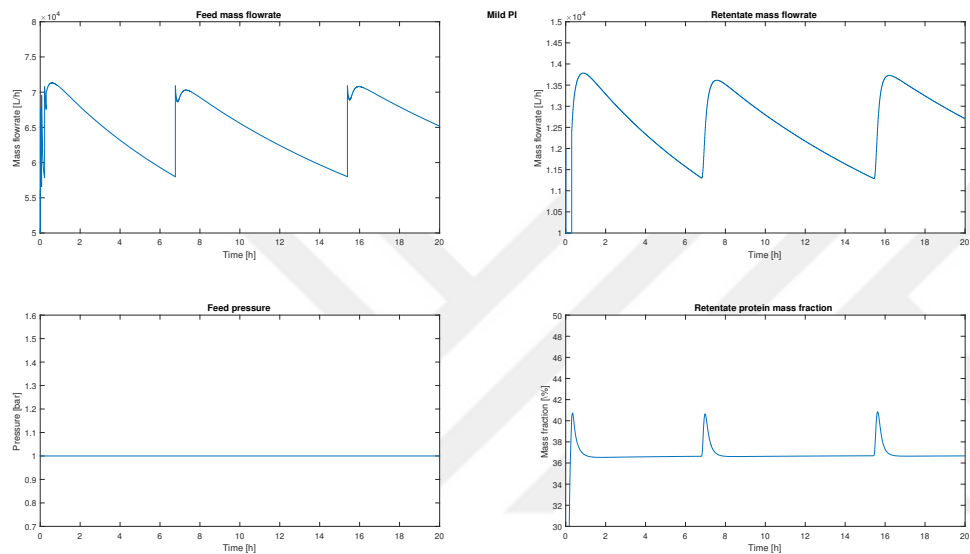 Mild PI
Feed mass flowrate
×10⁴
8
7.5
7
6.5
6
5.5
5
Mass flowrate [L/h]
0 2 4 6 8 10 12 14 16 18 20
Time [h]
Retentate mass flowrate
×10⁴
1.5
1.45
1.4
1.35
1.3
1.25
1.2
1.15
1.1
1.05
1
Mass flowrate [L/h]
0 2 4 6 8 10 12 14 16 18 20
Time [h]
Feed pressure
1.6
1.5
1.4
1.3
1.2
1.1
1
0.9
0.8
0.7
Pressure [bar]
0 2 4 6 8 10 12 14 16 18 20
Time [h]
Retentate protein mass fraction
50
48
46
44
42
40
38
36
34
32
30
Mass fraction [\%]
0 2 4 6 8 10 12 14 16 18 20
Time [h]